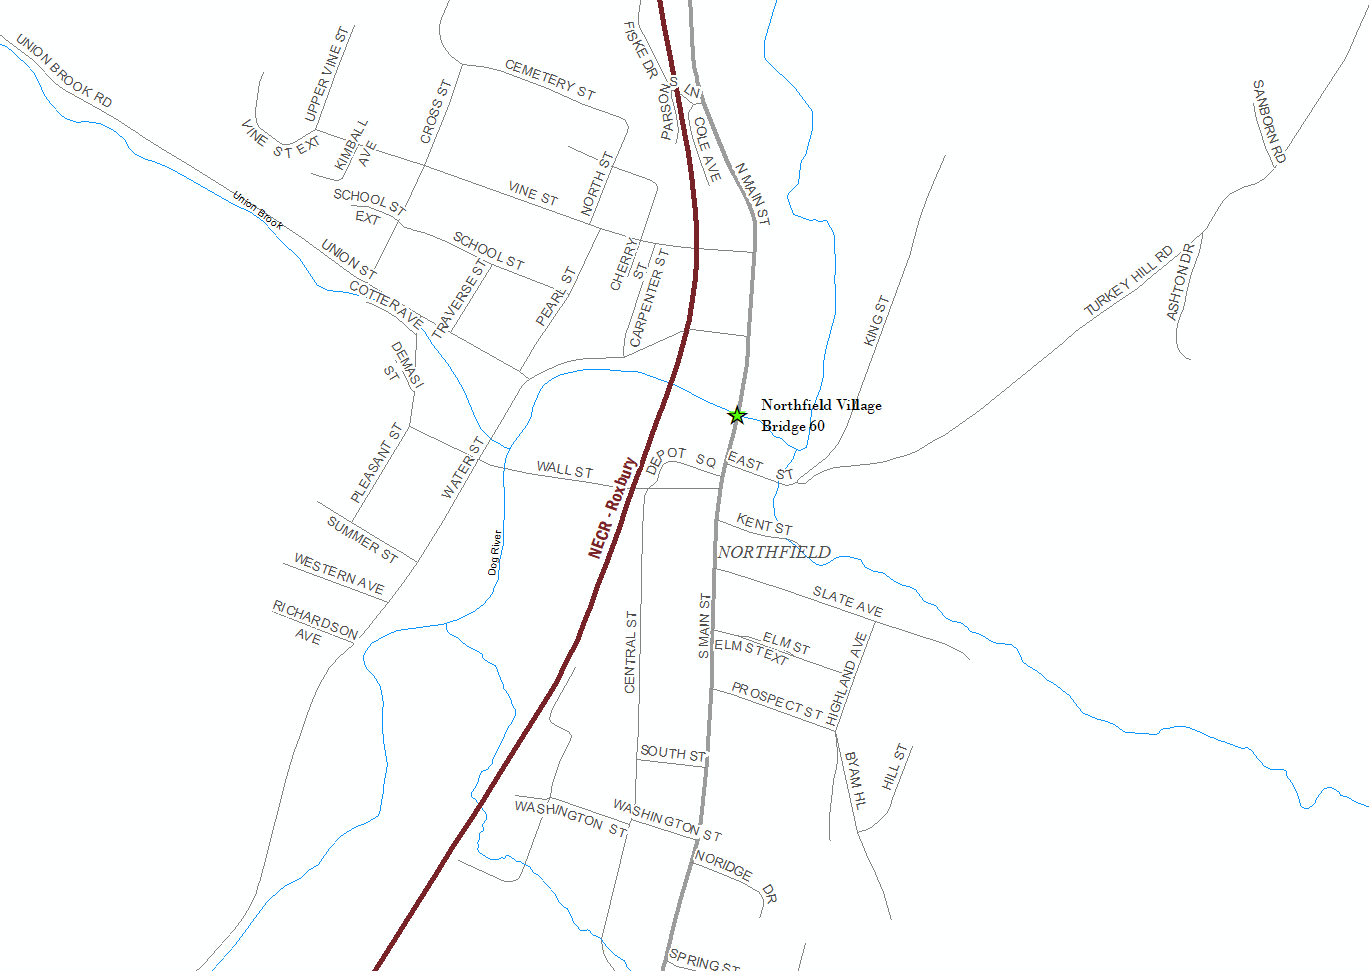 FISKE DR
UNION BROOK RD
UPPER VINE ST
CEMETERY ST
CROSS ST
PARSONS LN
SANBORN RD
VINE ST EXT
KIMBALL
AVE
COLE AVE
N MAIN ST
NORTH ST
VINE ST
SCHOOL ST
EXT
Union Brook
SCHOOL ST
UNION ST
CHERRY
ST
CARPENTER ST
TRAVERSE ST
PEARL ST
COTTER AVE
TURKEY HILL RD
ASHTON DR
KING ST
DEMASI
ST
Northfield Village
Bridge 60
PLEASANT ST
WATER ST
WALL ST
DEPOT SQ
EAST ST
NECR - Roxbury
SUMMER ST
KENT ST
NORTHFIELD
Dog River
WESTERN AVE
RICHARDSON
AVE
CENTRAL ST
S MAIN ST
SLATE AVE
ELM ST
ELM ST EXT
HIGHLAND AVE
PROSPECT ST
SOUTH ST
BYAM HL
HILL ST
WASHINGTON ST
WASHINGTON ST
NORIDGE DR
SPRING ST